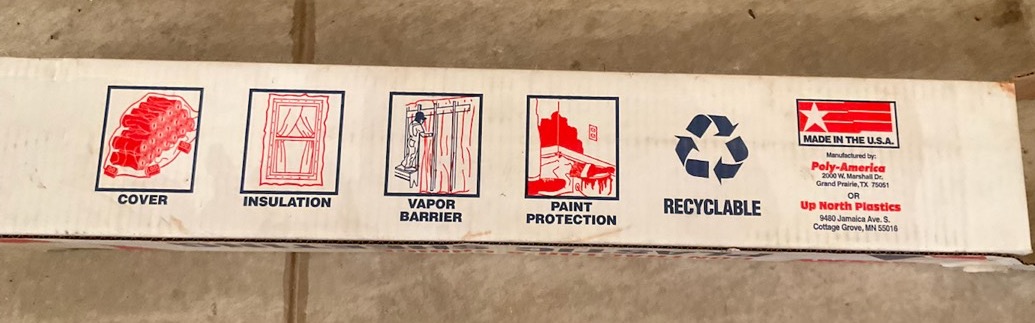 COVER
INSULATION
VAPOR
BARRIER
PAINT
PROTECTION
RECYCLABLE
MADE IN THE U.S.A.
Manufactured by:
Poly-America
2000 W. Marshall Dr.
Grand Prairie, TX 75051
OR
Up North Plastics
9480 Jamaica Ave. S.
Cottage Grove, MN 55016